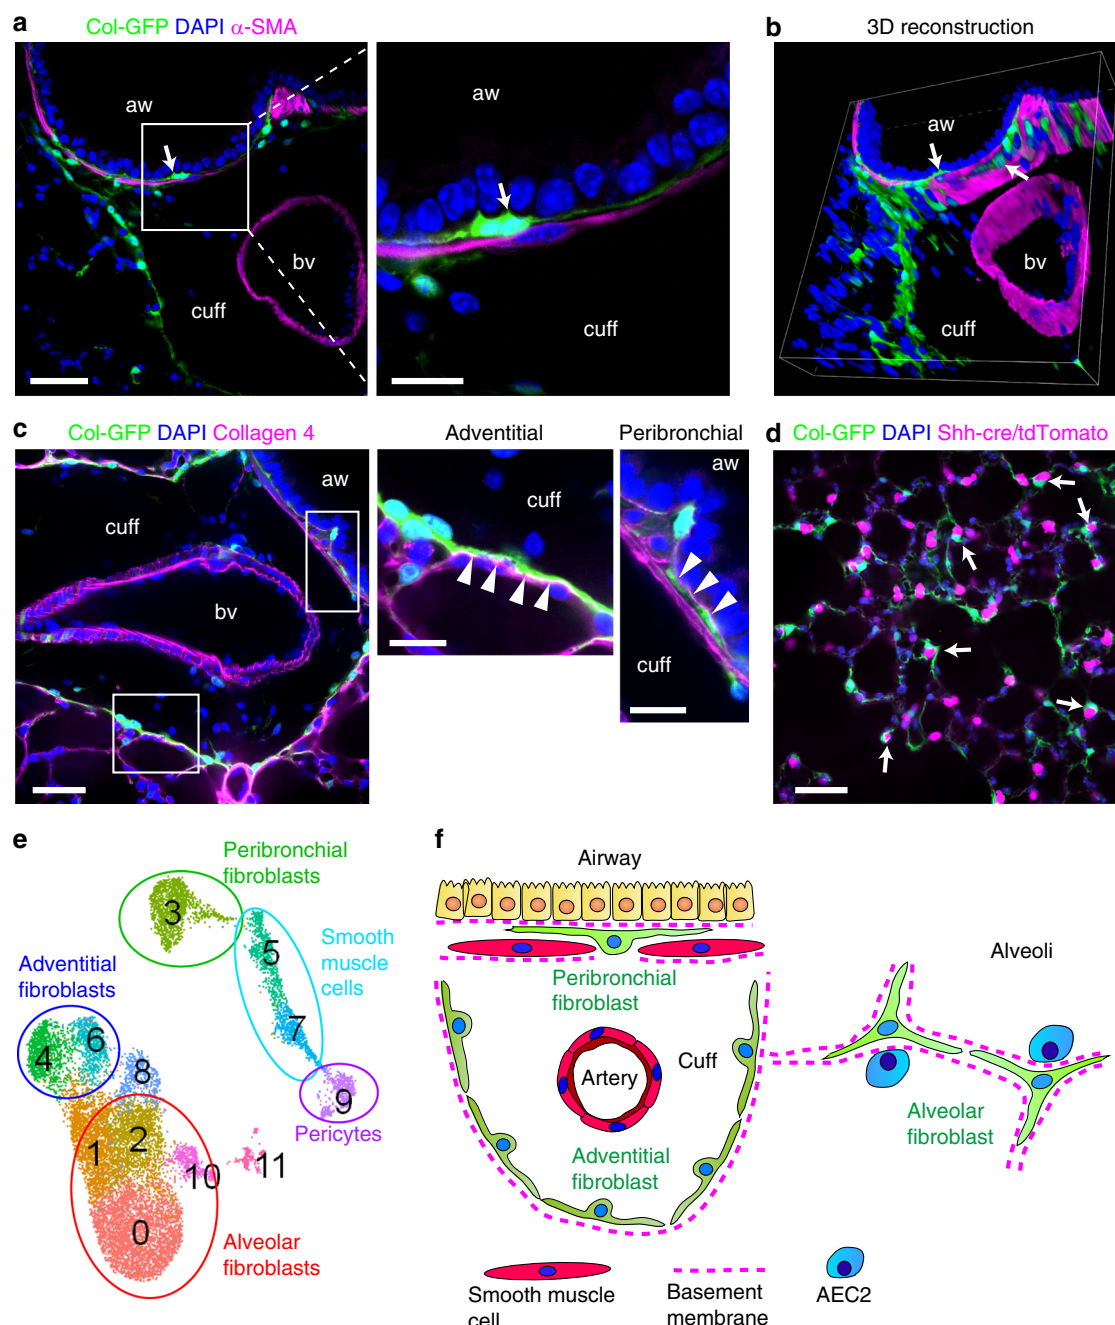 a
Col-GFP DAPI α-SMA
aw
bv
cuff
aw
cuff
b
3D reconstruction
aw
bv
cuff
c
Col-GFP DAPI Collagen 4
aw
cuff
bv
Adventitial
cuff
Peribronchial
aw
cuff
d
Col-GFP DAPI Shh-cre/tdTomato
e
Peribronchial
fibroblasts
3
5
Smooth
muscle
cells
7
Adventitial
fibroblasts
4
6
8
9
Pericytes
1
2
10
11
0
Alveolar
fibroblasts
f
Airway
Peribronchial
fibroblast
Alveoli
Cuff
Artery
Adventitial
fibroblast
Alveolar
fibroblast
Smooth muscle
cell
Basement
membrane
AEC2